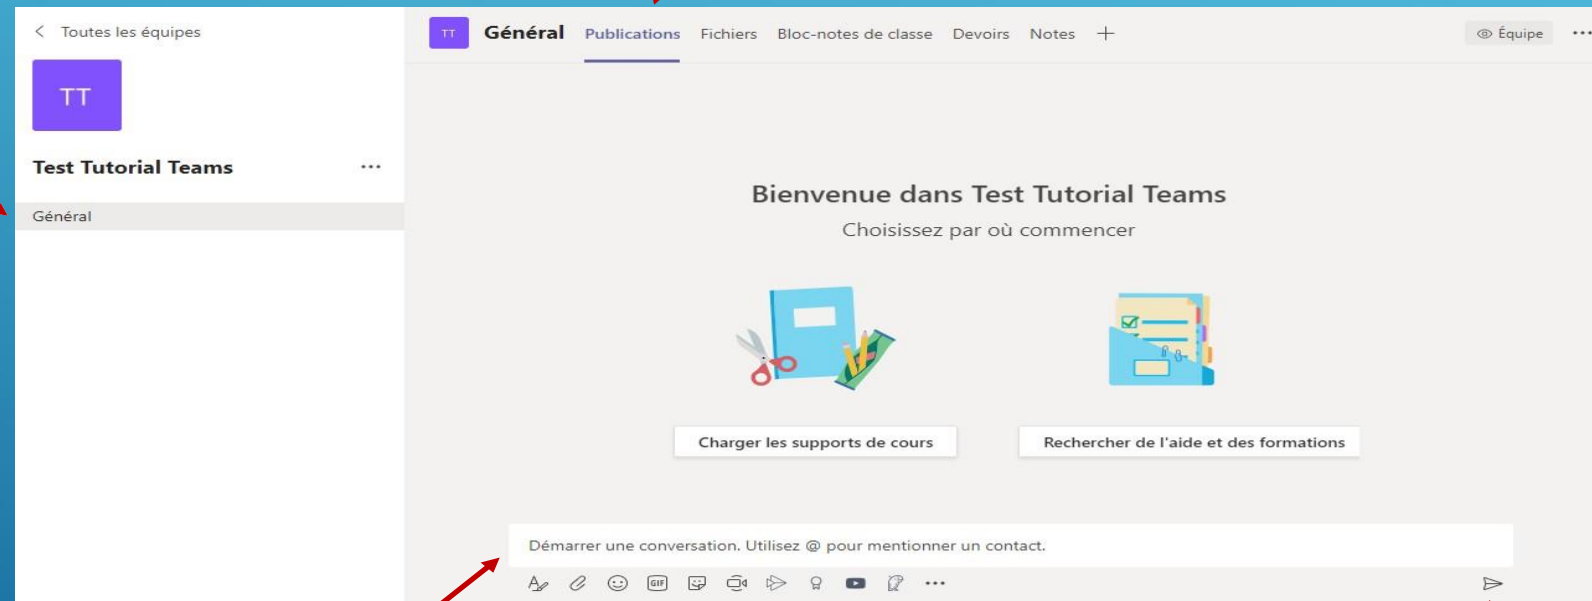 Toutes les équipes
TT
Test Tutorial Teams
Général
TT Général Publications Fichiers Bloc-notes de classe Devoirs Notes
Équipe
Bienvenue dans Test Tutorial Teams
Choisissez par où commencer
Charger les supports de cours
Rechercher de l'aide et des formations
Démarrer une conversation. Utilisez @ pour mentionner un contact.
GIF